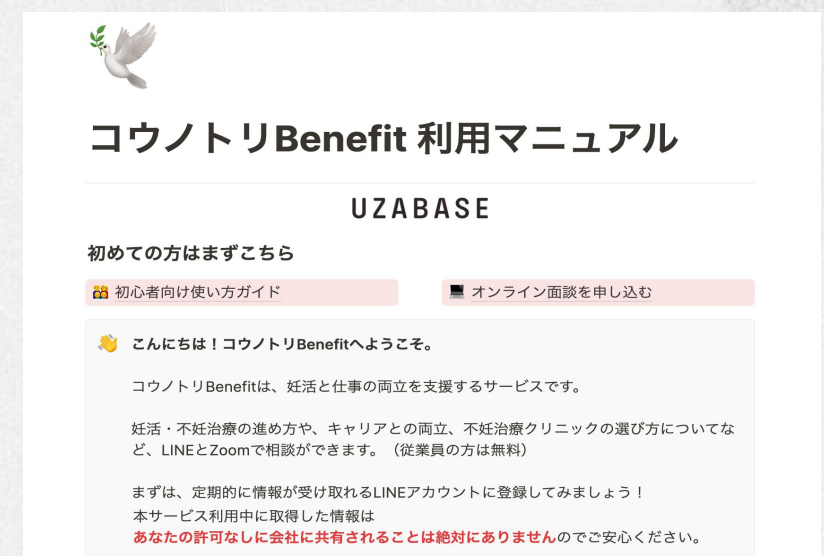 コウノトリBenefit 利用マニュアル
UZABASE
初めての方はまずこちら
初心者向け使い方ガイド
オンライン面談を申し込む
こんにちは！コウノトリBenefitへようこそ。
コウノトリBenefitは、妊活と仕事の両立を支援するサービスです。
妊活・不妊治療の進め方や、キャリアとの両立、不妊治療クリニックの選び方についてな
ど、LINEとZoomで相談ができます。（従業員の方は無料）
まずは、定期的に情報が受け取れるLINEアカウントに登録してみましょう！
本サービス利用中に取得した情報は
あなたの許可なしに会社に共有されることは絶対にありませんのでご安心ください。